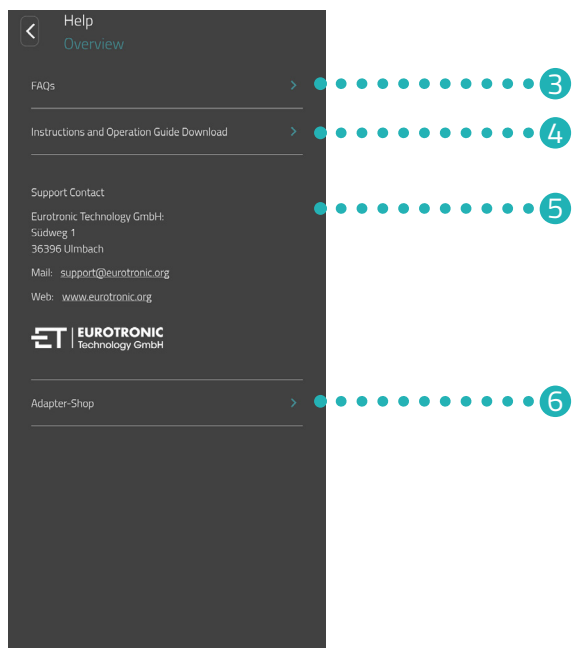 Help
Overview
FAQs
3
Instructions and Operation Guide Download
4
Support Contact
5
Eurotronic Technology GmbH:
Südweg 1
36396 Ulmbach
Mail: support@eurotronic.org
Web: www.eurotronic.org
ET EUROTRONIC
Technology GmbH
Adapter-Shop
6